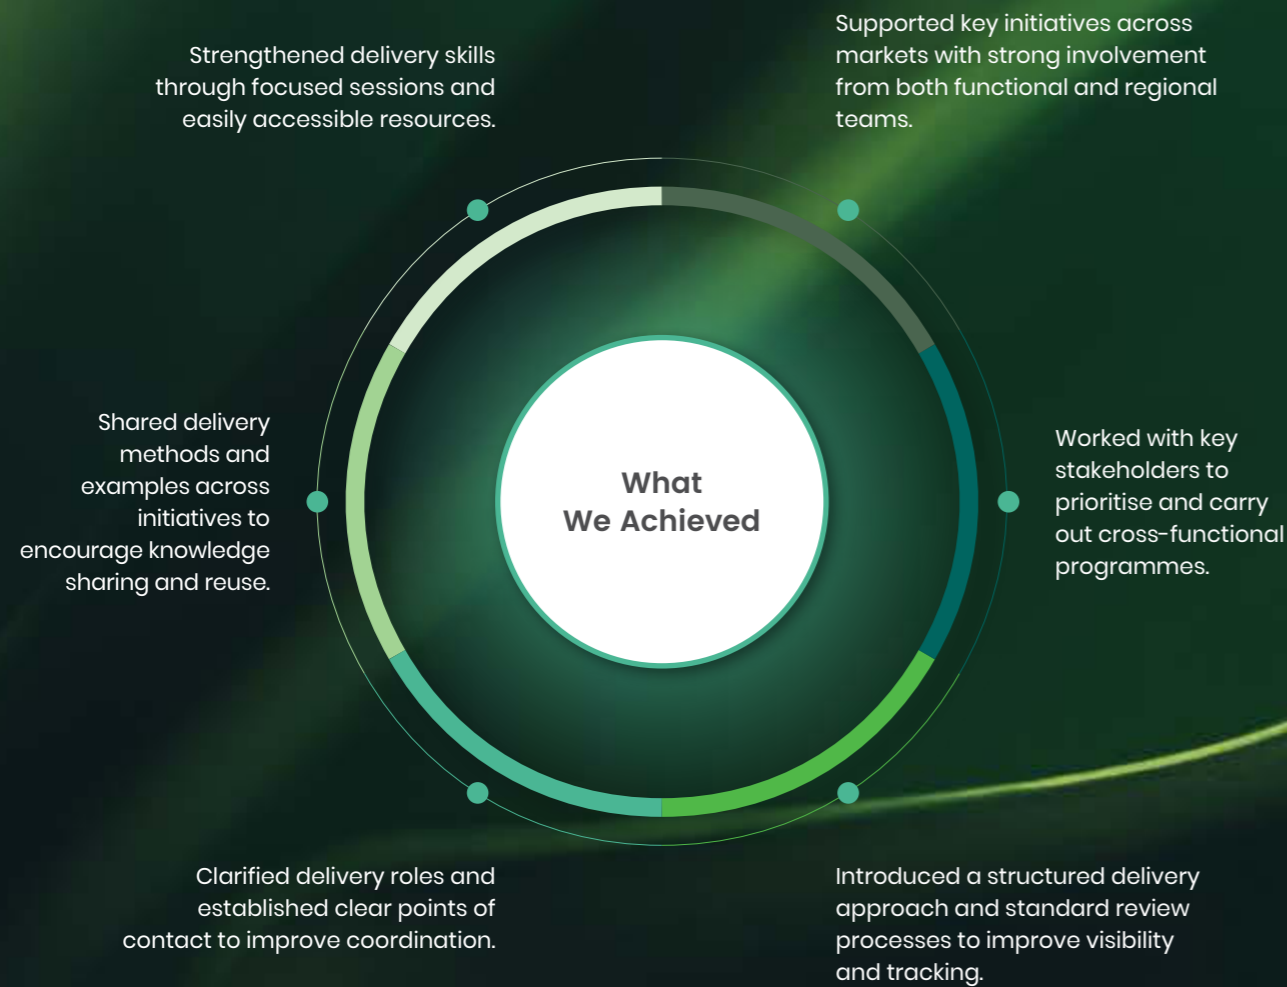 Strengthened delivery skills
through focused sessions and
easily accessible resources.
Supported key initiatives across
markets with strong involvement
from both functional and regional
teams.
Shared delivery
methods and
examples across
initiatives to
encourage knowledge
sharing and reuse.
What
We Achieved
Worked with key
stakeholders to
prioritise and carry
out cross-functional
programmes.
Clarified delivery roles and
established clear points of
contact to improve coordination.
Introduced a structured delivery
approach and standard review
processes to improve visibility
and tracking.